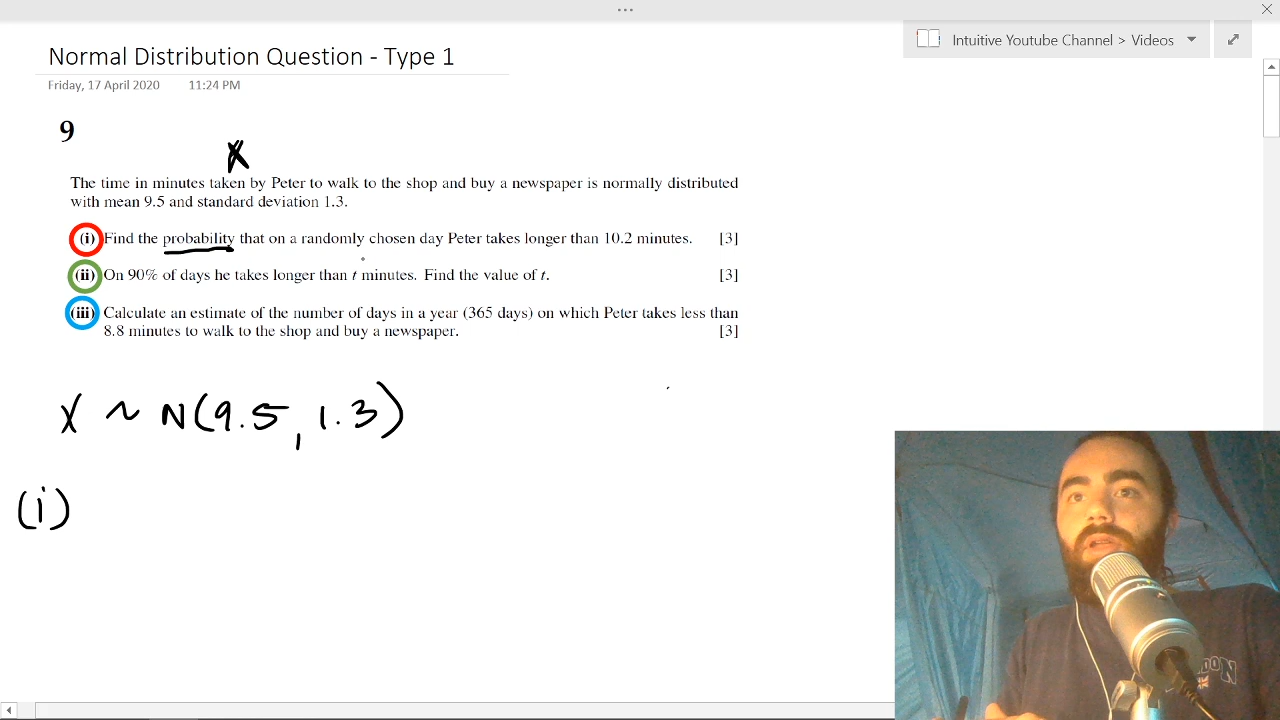 Normal Distribution Question - Type 1
Intuitive Youtube Channel > Videos
Friday, 17 April 2020 11:24 PM
9
X
The time in minutes taken by Peter to walk to the shop and buy a newspaper is normally distributed
with mean 9.5 and standard deviation 1.3.
(i) Find the probability that on a randomly chosen day Peter takes longer than 10.2 minutes. [3]
(ii) On 90% of days he takes longer than t minutes. Find the value of t. [3]
(iii) Calculate an estimate of the number of days in a year (365 days) on which Peter takes less than
8.8 minutes to walk to the shop and buy a newspaper. [3]
X ~ N(9.5, 1.3)
(i)